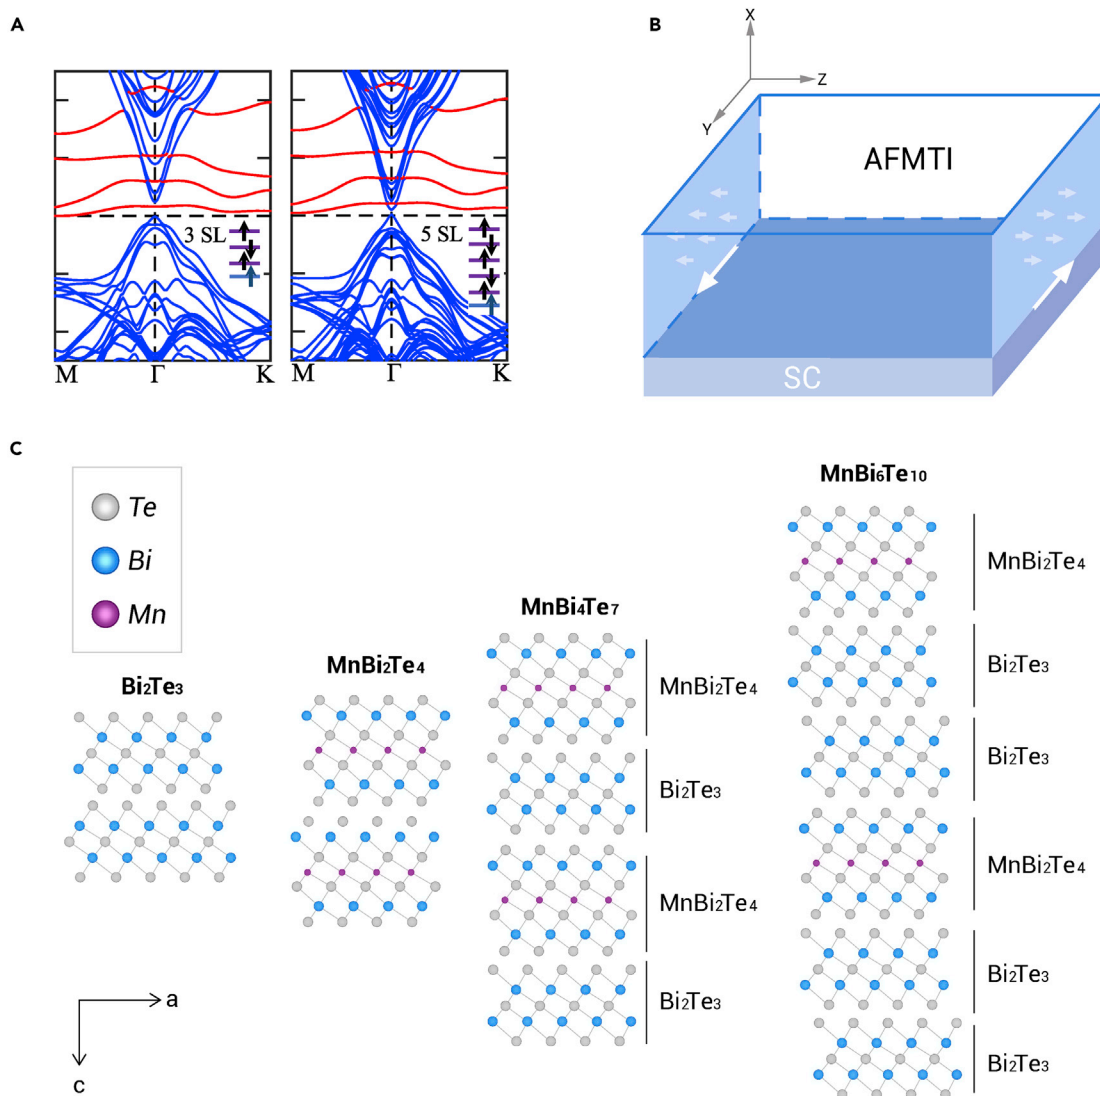 A
3 SL
M
Γ
K
5 SL
M
Γ
K
B
X
Z
Y
AFMTI
SC
C
Te
Bi
Mn
Bi₂Te₃
MnBi₂Te₄
MnBi₄Te₇
MnBi₂Te₄
Bi₂Te₃
MnBi₂Te₄
Bi₂Te₃
MnBi₆Te₁₀
MnBi₂Te₄
Bi₂Te₃
Bi₂Te₃
MnBi₂Te₄
Bi₂Te₃
Bi₂Te₃
a
c